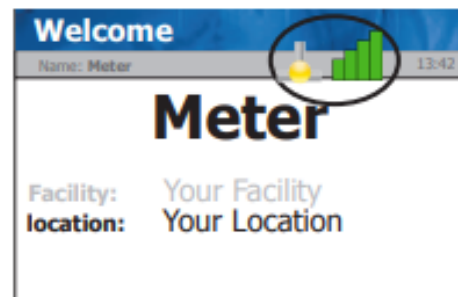 Welcome
Name: Meter 13:42
Meter
Facility: Your Facility
location: Your Location